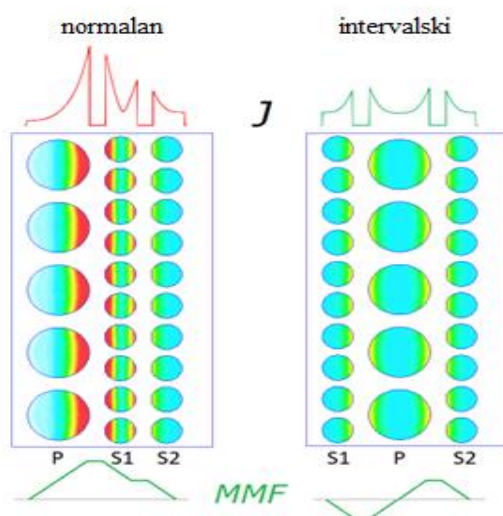 normalan intervalski
J
P S1 S2 S1 P S2
MMF